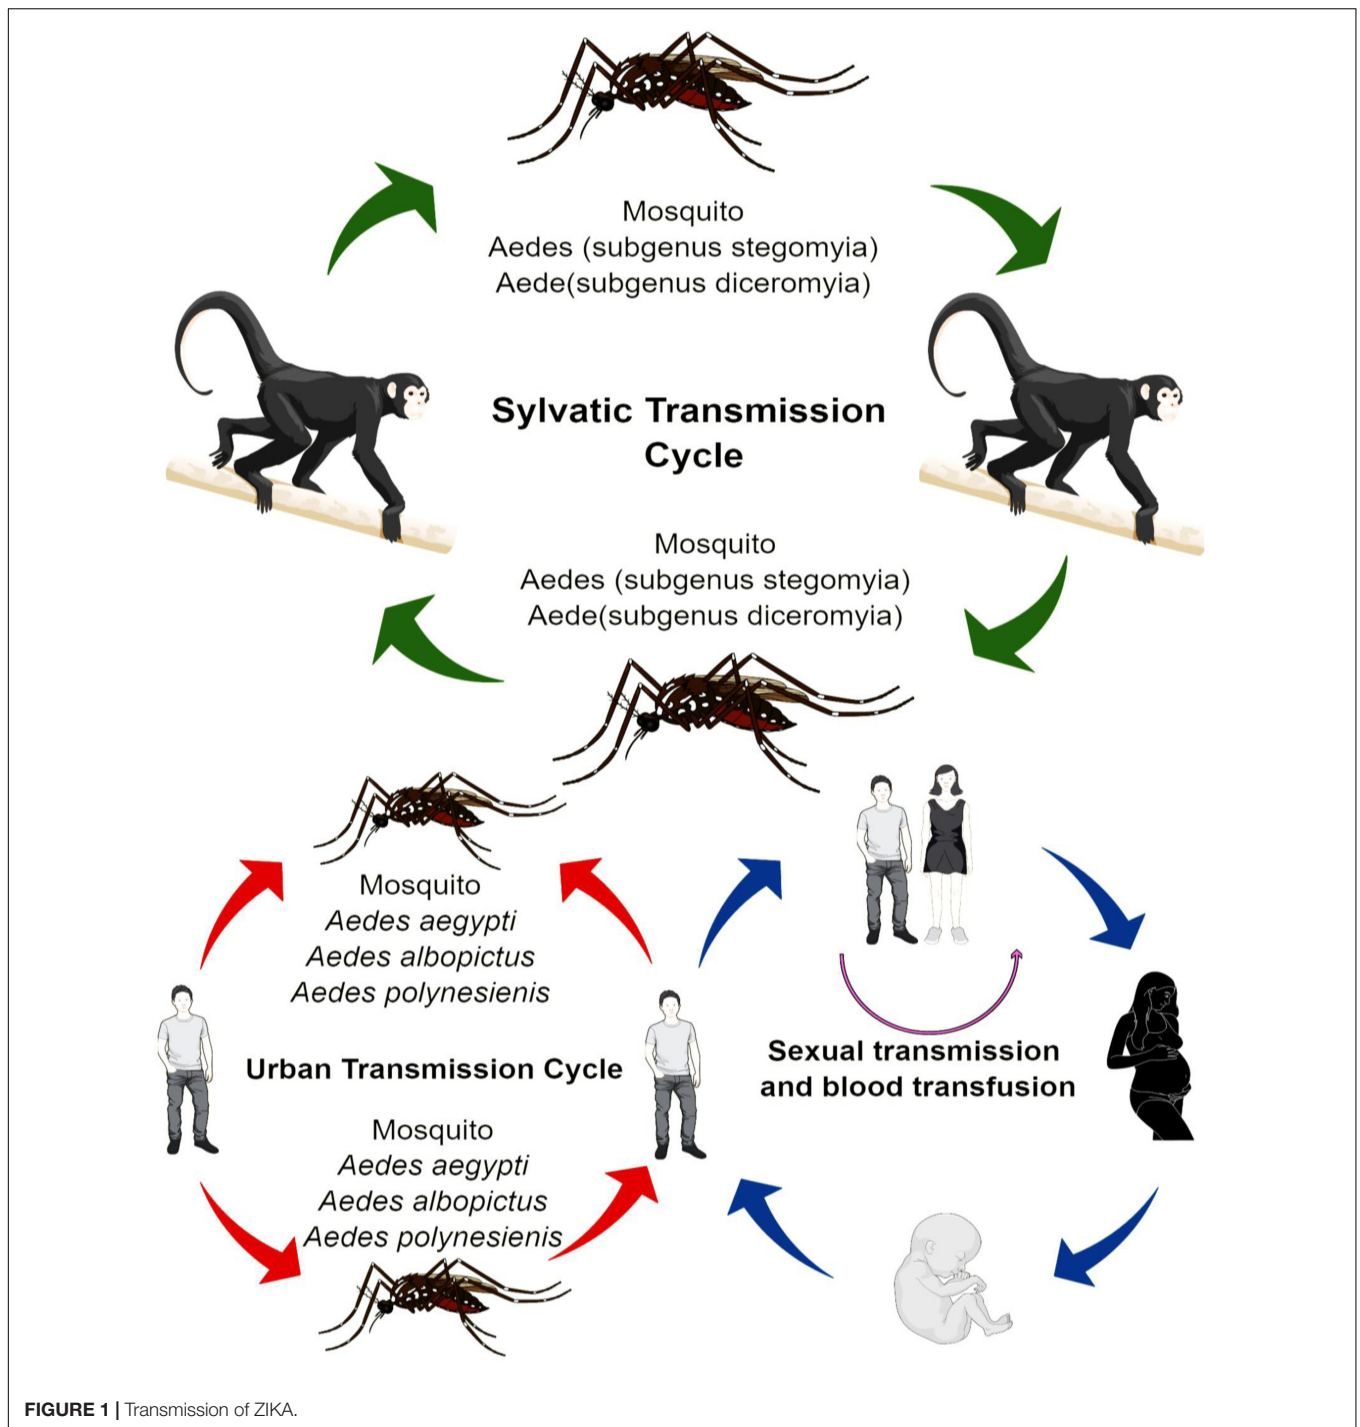 Mosquito
Aedes (subgenus stegomyia)
Aede(subgenus diceromyia)
Sylvatic Transmission
Cycle
Mosquito
Aedes (subgenus stegomyia)
Aede(subgenus diceromyia)
Mosquito
Aedes aegypti
Aedes albopictus
Aedes polynesienis
Urban Transmission Cycle
Mosquito
Aedes aegypti
Aedes albopictus
Aedes polynesienis
Sexual transmission
and blood transfusion
FIGURE 1 | Transmission of ZIKA.